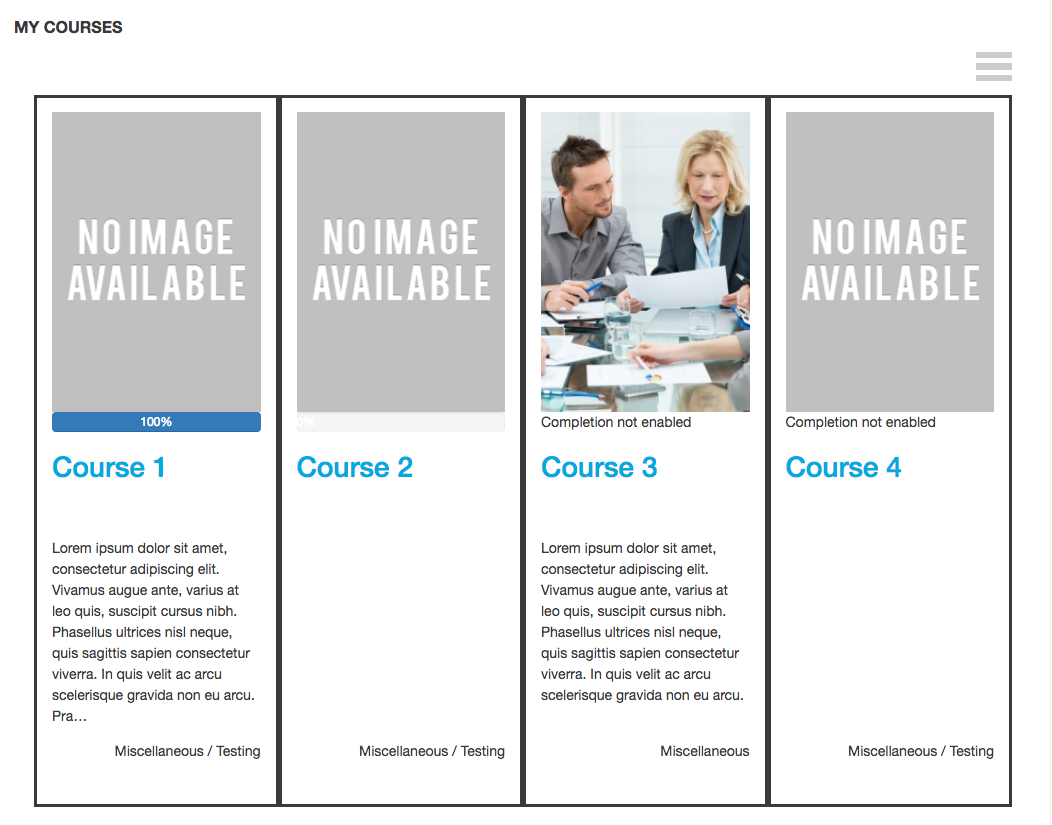 MY COURSES
NO IMAGE
AVAILABLE
100%
Course 1
Lorem ipsum dolor sit amet,
consectetur adipiscing elit.
Vivamus augue ante, varius at
leo quis, suscipit cursus nibh.
Phasellus ultrices nisl neque,
quis sagittis sapien consectetur
viverra. In quis velit ac arcu
scelerisque gravida non eu arcu.
Pra...
Miscellaneous / Testing
NO IMAGE
AVAILABLE
0%
Course 2
Miscellaneous / Testing
Completion not enabled
Course 3
Lorem ipsum dolor sit amet,
consectetur adipiscing elit.
Vivamus augue ante, varius at
leo quis, suscipit cursus nibh.
Phasellus ultrices nisl neque,
quis sagittis sapien consectetur
viverra. In quis velit ac arcu
scelerisque gravida non eu arcu.
Miscellaneous
NO IMAGE
AVAILABLE
Completion not enabled
Course 4
Miscellaneous / Testing